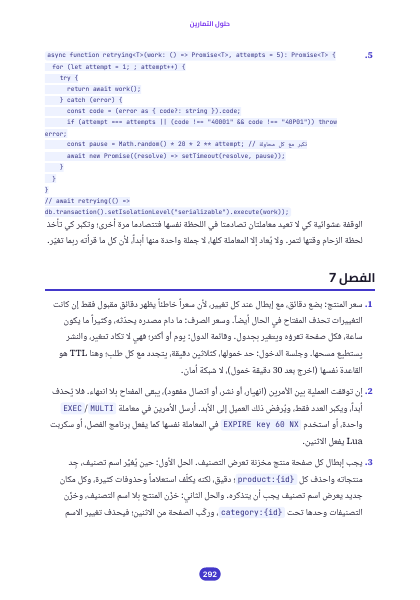 حلول التمارين
5.
async function retrying<T>(work: () => Promise<T>, attempts = 5): Promise<T> {
for (let attempt = 1; ; attempt++) {
try {
return await work();
} catch (error) {
const code = (error as { code?: string }).code;
if (attempt === attempts || (code !== "40001" && code !== "40P01")) throw
error;
const pause = Math.random() * 20 * 2 ** attempt; // تكبر مع كل محاولة
await new Promise((resolve) => setTimeout(resolve, pause));
}
}
}
// await retrying(() =>
db.transaction().setIsolationLevel("serializable").execute(work));
الوقفة عشوائية كي لا تعيد معاملتان تصادمتا في اللحظة نفسها فتتصادما مرة أخرى؛ وتكبر كي تأخذ
لحظة الزحام وقتها لتمر. ولا يُعاد إلا المعاملة كلها، لا جملة واحدة منها أبداً، لأن كل ما قرأته ربما تغيّر.
الفصل 7
1. سعر المنتج: بضع دقائق، مع إبطال عند كل تغيير، لأن سعراً خاطئاً يظهر دقائق مقبول فقط إن كانت
التغييرات تحذف المفتاح في الحال أيضاً. وسعر الصرف: ما دام مصدره يحدّثه، وكثيراً ما يكون
ساعة، فكل صفحة تعرضه ويتغير بجدول. وقائمة الدول: يوم أو أكثر؛ فهي لا تكاد تتغير، والنشر
يستطيع مسحها. وجلسة الدخول: حد خمولها، كثلاثين دقيقة، يتجدد مع كل طلب؛ وهنا TTL هو
القاعدة نفسها (اخرج بعد 30 دقيقة خمول)، لا شبكة أمان.
2. إن توقفت العملية بين الأمرين (انهيار، أو نشر، أو اتصال مفقود)، يبقى المفتاح بلا انتهاء. فلا يُحذف
أبداً، ويكبر العدد فقط، ويُرفض ذلك العميل إلى الأبد. أرسل الأمرين في معاملة MULTI / EXEC
واحدة، أو استخدم EXPIRE key 60 NX في المعاملة نفسها كما يفعل برنامج الفصل، أو سكربت
Lua يفعل الاثنين.
3. يجب إبطال كل صفحة منتج مخزنة تعرض التصنيف. الحل الأول: حين يُغيَّر اسم تصنيف، جِد
منتجاته واحذف كل product:{id}؛ دقيق، لكنه يكلّف استعلاماً وحذوفات كثيرة، وكل مكان
جديد يعرض اسم تصنيف يجب أن يتذكره. والحل الثاني: خزّن المنتج بلا اسم التصنيف، وخزّن
التصنيفات وحدها تحت category:{id}، وركّب الصفحة من الاثنين؛ فيحذف تغيير الاسم
292